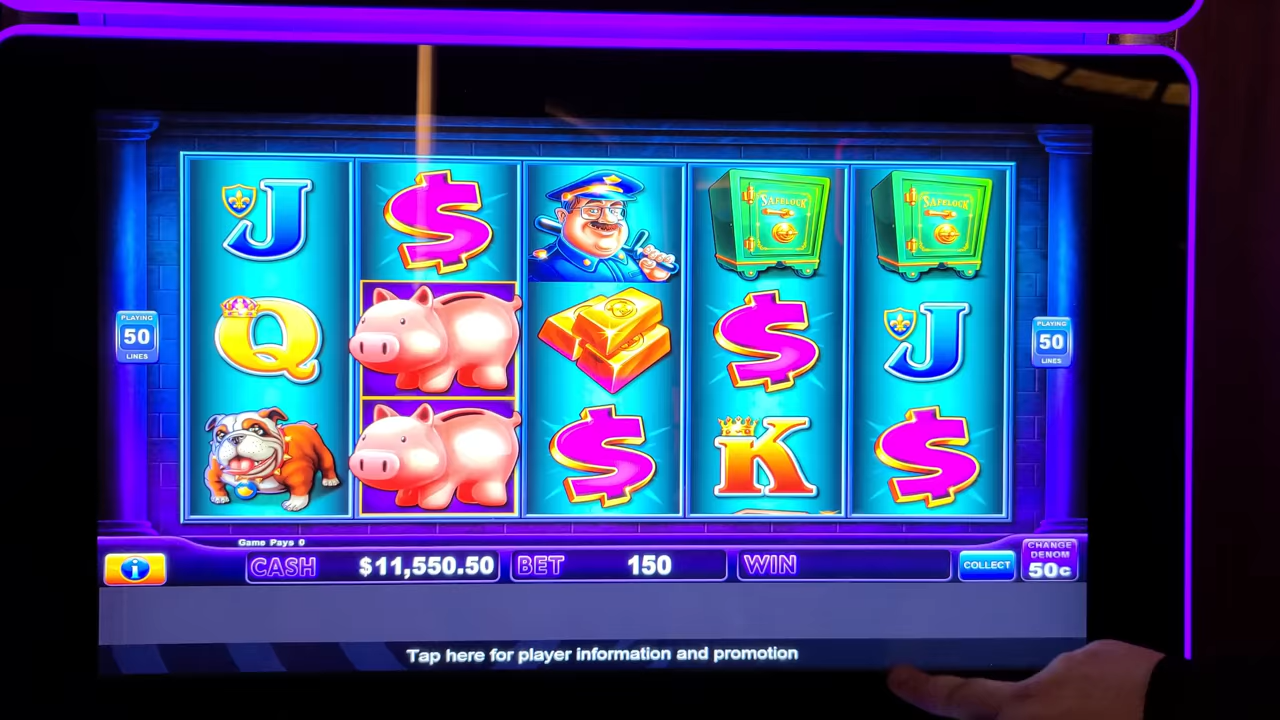 J
SAFELOCK
SAFELOCK
PLAYING
50
LINES
Q
J
PLAYING
50
LINES
K
Game Pays 0
i
CASH $11,550.50
BET 150
WIN
COLLECT
CHANGE
DENOM
50¢
Tap here for player information and promotion